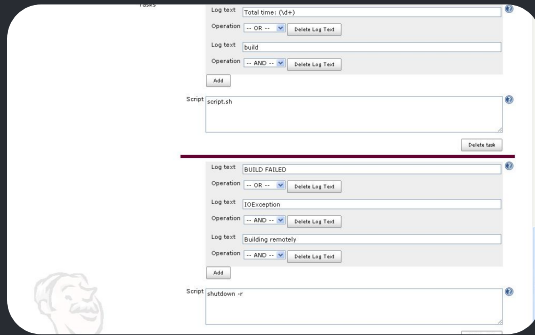 Tasks
Log text Total time: (\d+)
Operation -- OR -- Delete Log Text
Log text build
Operation -- AND -- Delete Log Text
Add
Script script.sh
Delete task
Log text BUILD FAILED
Operation -- OR -- Delete Log Text
Log text IOException
Operation -- AND -- Delete Log Text
Log text Building remotely
Operation -- AND -- Delete Log Text
Add
Script shutdown -r